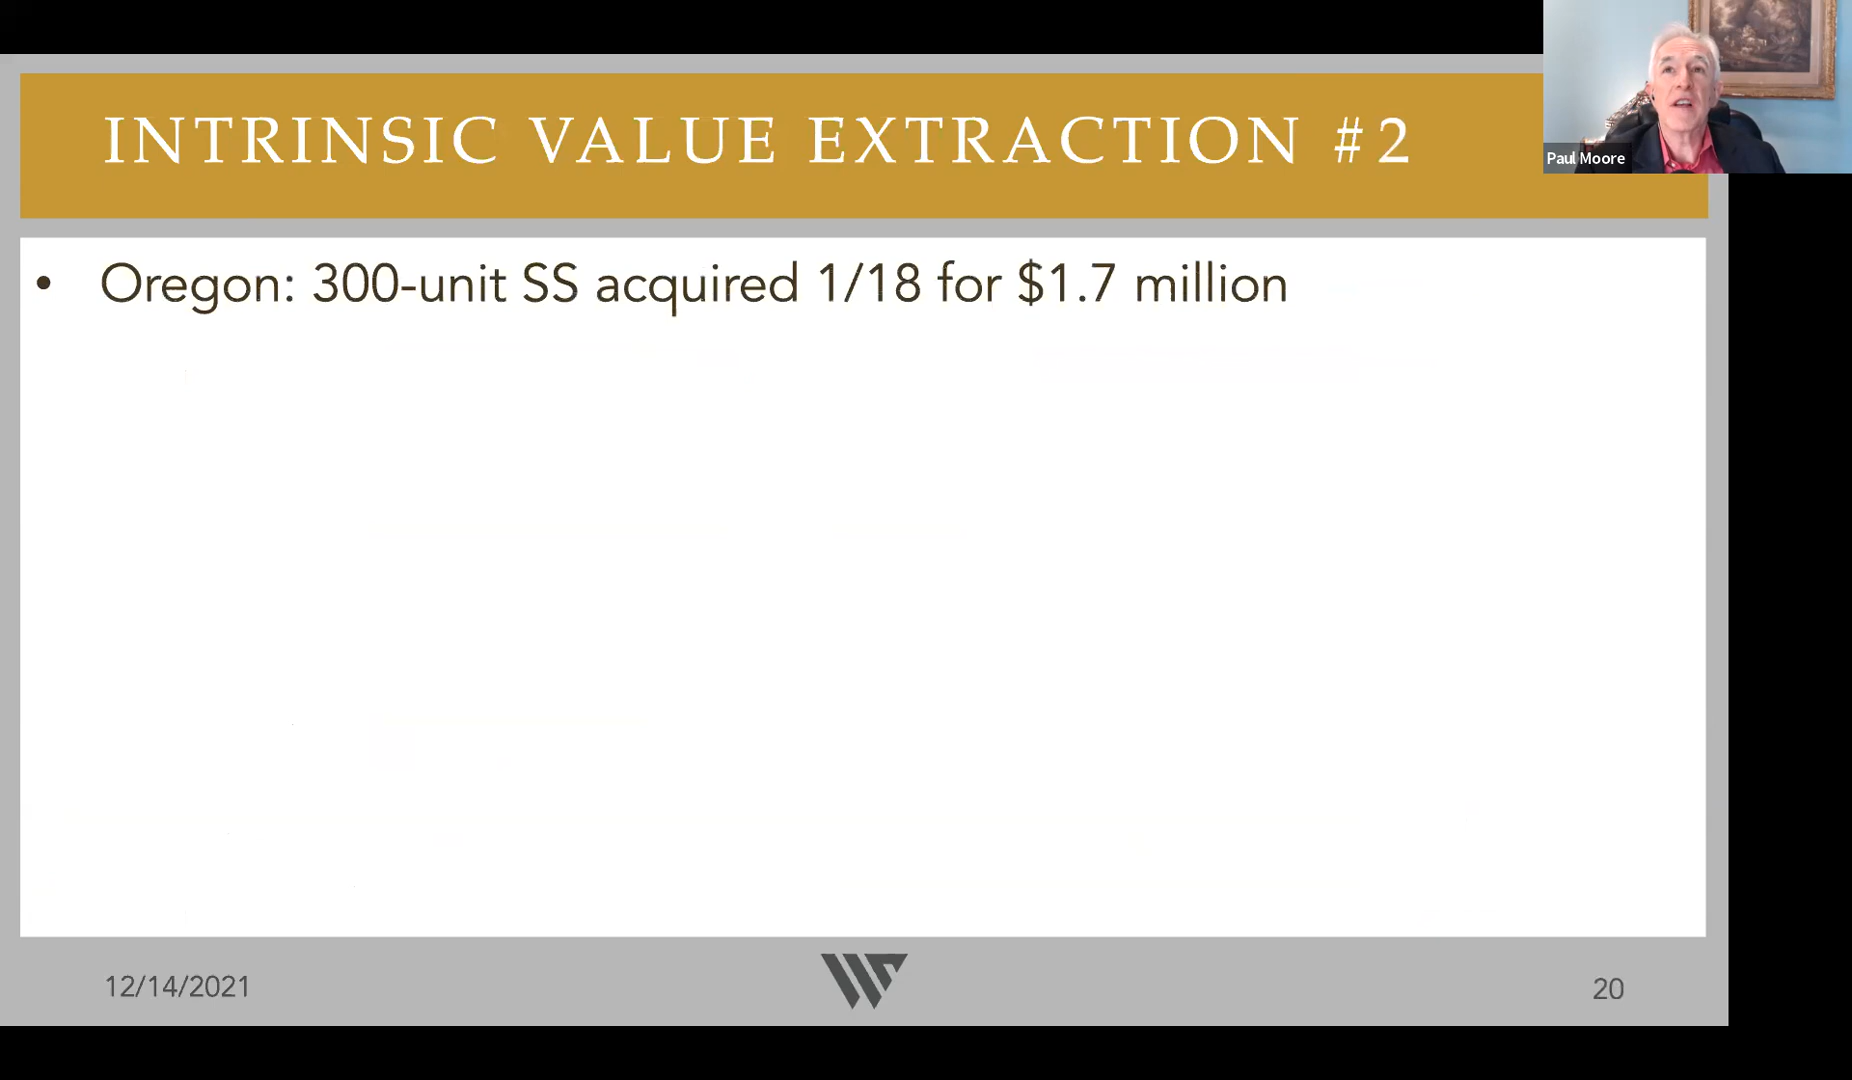 INTRINSIC VALUE EXTRACTION #2
Paul Moore
• Oregon: 300-unit SS acquired 1/18 for $1.7 million
12/14/2021
20